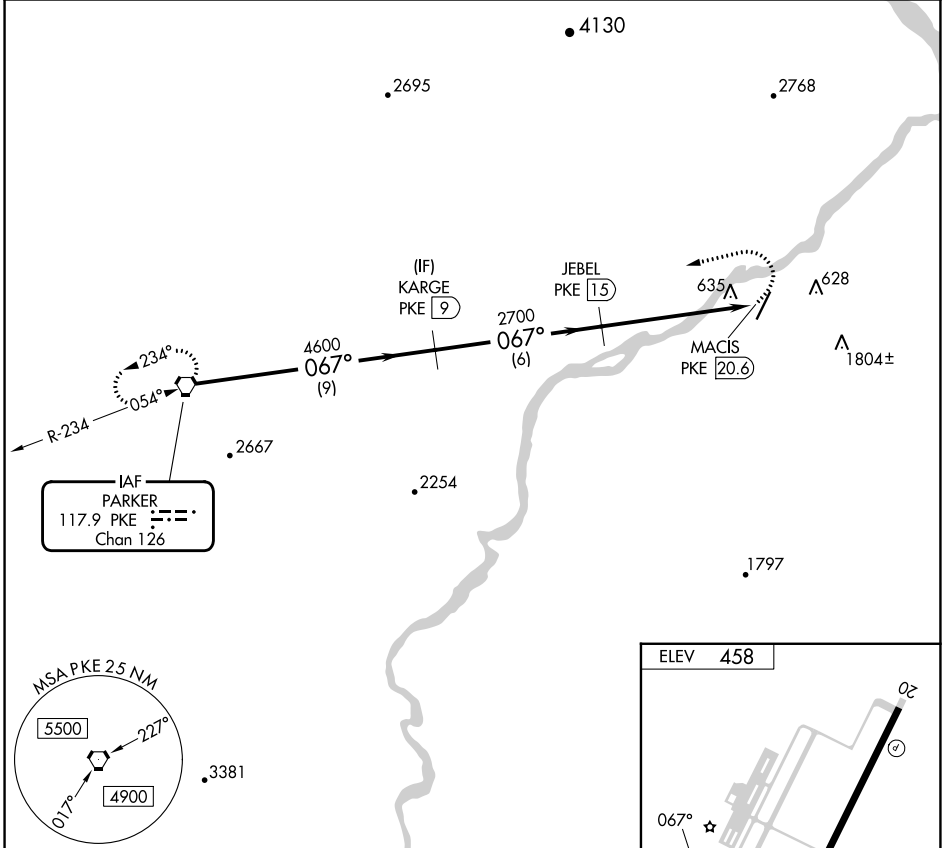 4130
2695
2768
(IF)
KARGE
PKE 9
JEBEL
PKE 15
635
628
4600
067°
(9)
2700
067°
(6)
MACIS
PKE 20.6
1804±
234°
054°
R-234
2667
2254
IAF
PARKER
117.9 PKE
Chan 126
1797
MSA PKE 25 NM
5500
227°
4900
017°
3381
ELEV 458
20
P
067°